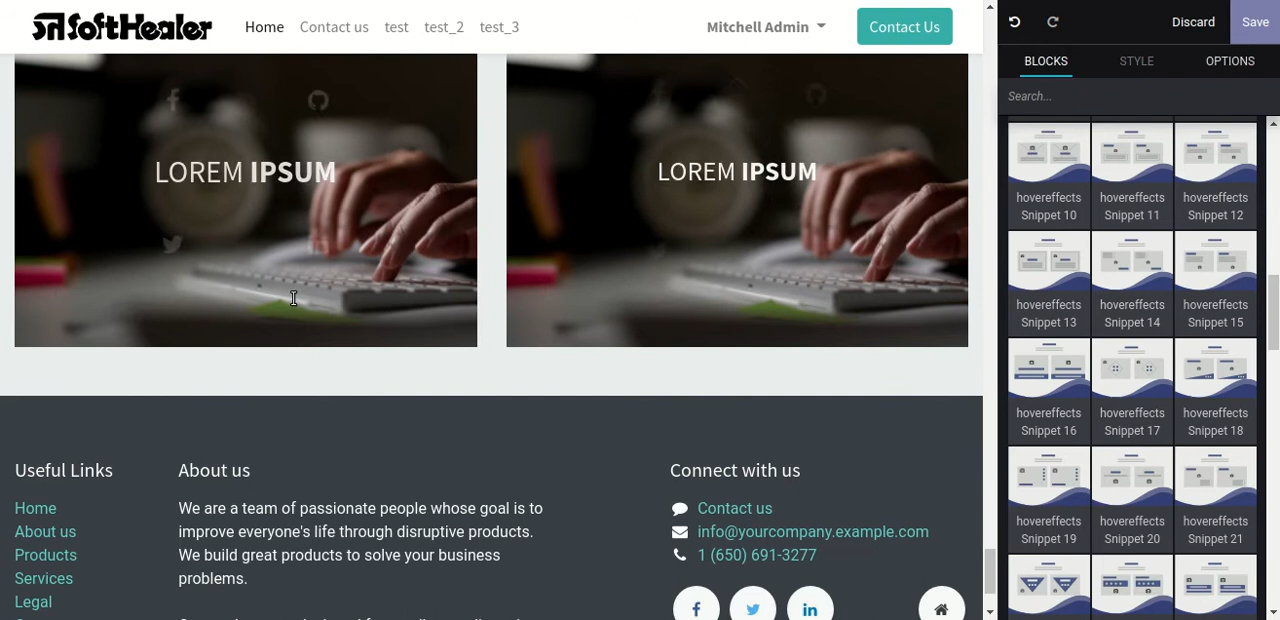 SoftHealer
Home Contact us test test_2 test_3
Mitchell Admin
Contact Us
Discard
Save
BLOCKS
STYLE
OPTIONS
Search...
LOREM IPSUM
LOREM IPSUM
hovereffects Snippet 10
hovereffects Snippet 11
hovereffects Snippet 12
hovereffects Snippet 13
hovereffects Snippet 14
hovereffects Snippet 15
hovereffects Snippet 16
hovereffects Snippet 17
hovereffects Snippet 18
hovereffects Snippet 19
hovereffects Snippet 20
hovereffects Snippet 21
Useful Links
Home
About us
Products
Services
Legal
About us
We are a team of passionate people whose goal is to
improve everyone's life through disruptive products.
We build great products to solve your business
problems.
Connect with us
Contact us
info@yourcompany.example.com
1 (650) 691-3277